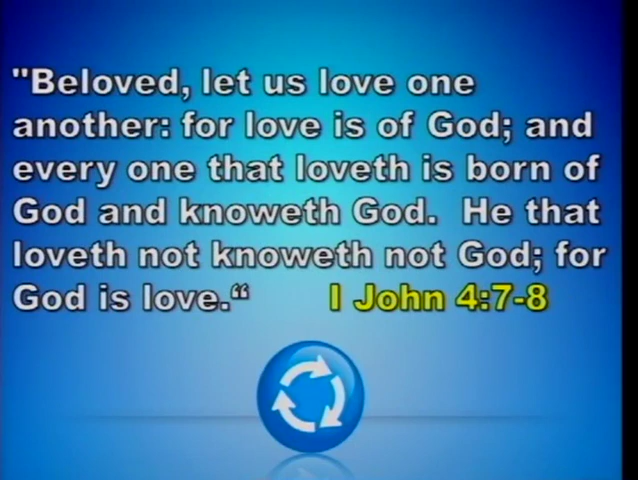 "Beloved, let us love one
another: for love is of God; and
every one that loveth is born of
God and knoweth God.  He that
loveth not knoweth not God; for
God is love.“ I John 4:7-8